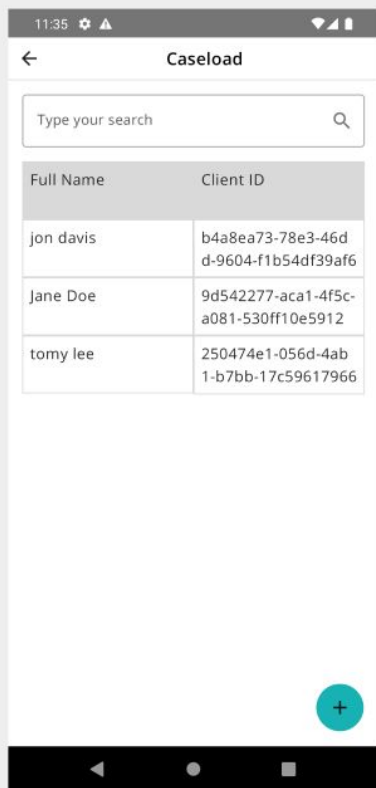 11:35
Caseload
Type your search
Full Name Client ID
jon davis b4a8ea73-78e3-46d
d-9604-f1b54df39af6
Jane Doe 9d542277-aca1-4f5c-
a081-530ff10e5912
tomy lee 250474e1-056d-4ab
1-b7bb-17c59617966